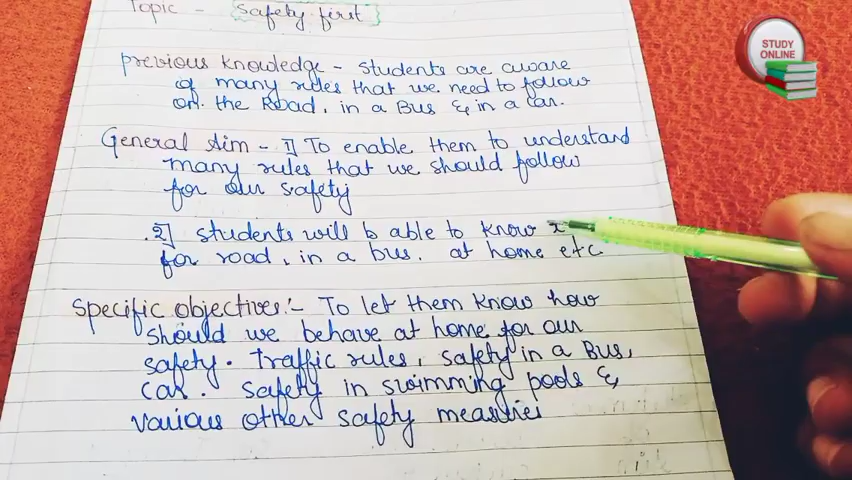 Topic - Safety first
Previous Knowledge - Students are aware
of many rules that we need to follow
on the Road, in a Bus & in a car.
General Aim - 1] To enable them to understand
many rules that we should follow
for our safety
2] Students will b able to know
for road, in a bus. at home etc
Specific objectives:- To let them know how
should we behave at home for our
safety. Traffic rules, safety in a Bus,
Car. Safety in swimming pools &
various other safety measures
STUDY
ONLINE